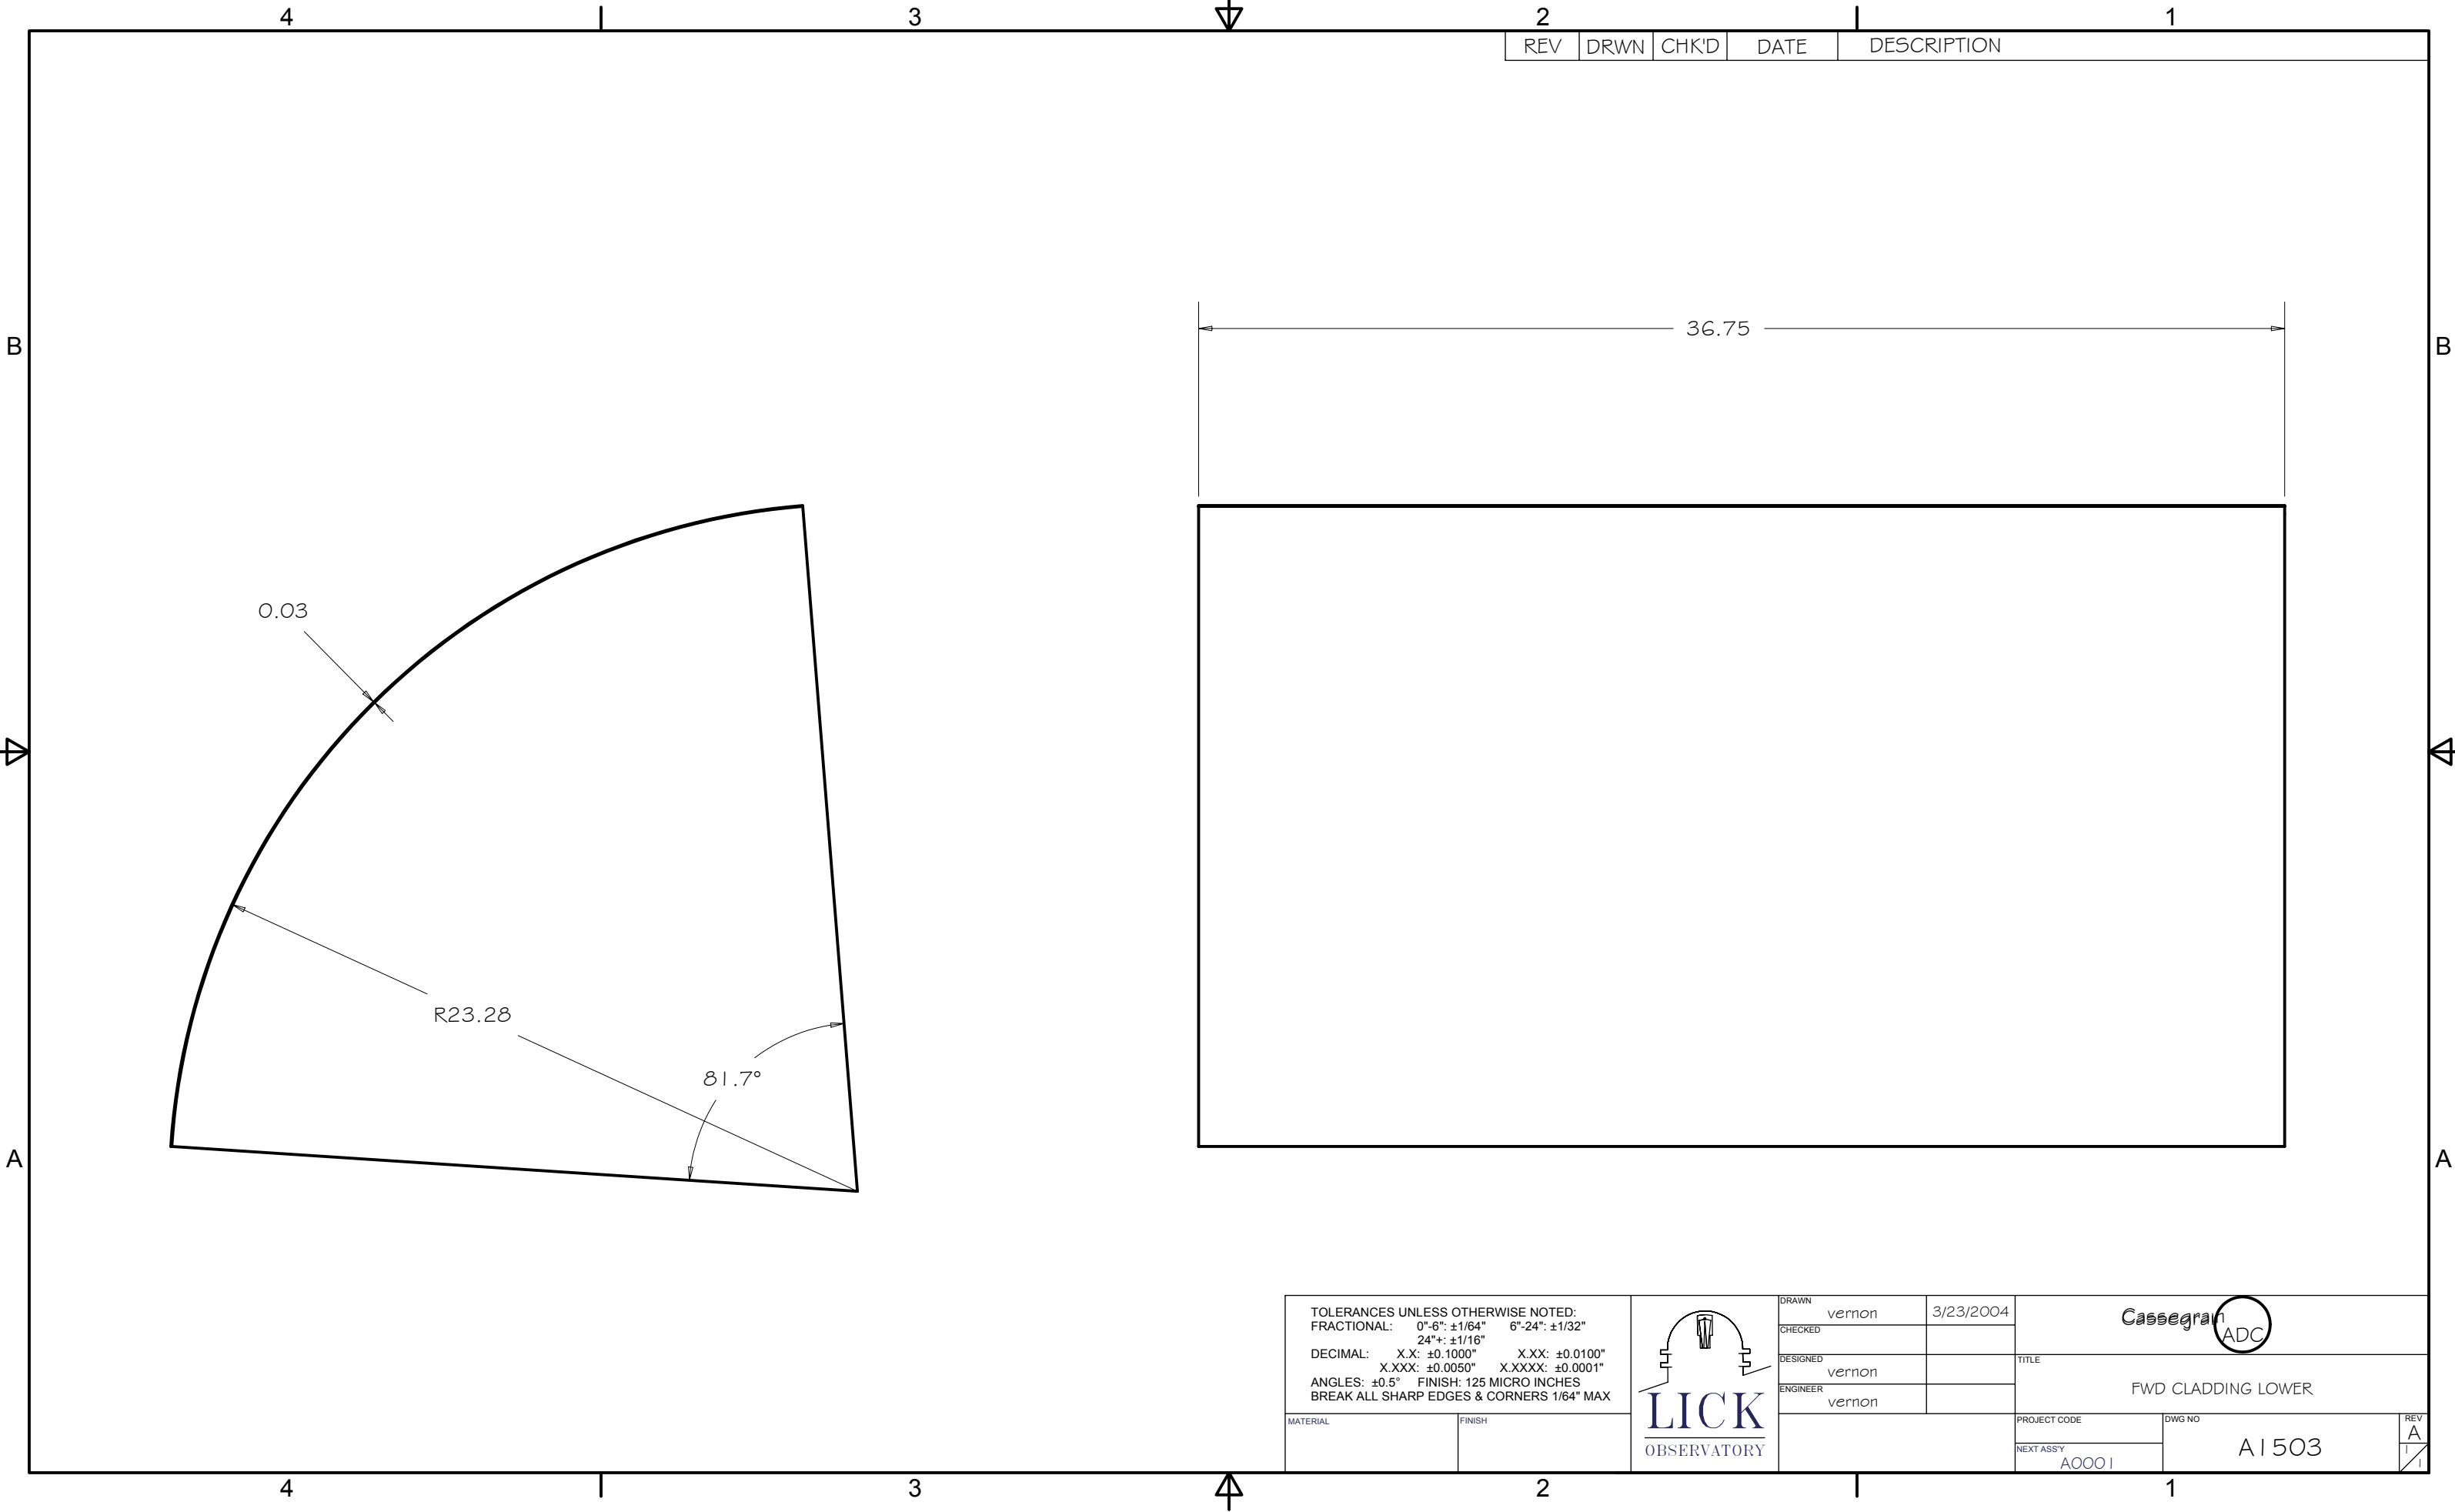 4 3 2 1
REV DRWN CHK'D DATE DESCRIPTION
B B
36.75
0.03
R23.28
81.7°
A A
TOLERANCES UNLESS OTHERWISE NOTED:
FRACTIONAL: 0"-6": ±1/64" 6"-24": ±1/32"
24"+: ±1/16"
DECIMAL: X.X: ±0.1000" X.XX: ±0.0100"
X.XXX: ±0.0050" X.XXXX: ±0.0001"
ANGLES: ±0.5° FINISH: 125 MICRO INCHES
BREAK ALL SHARP EDGES & CORNERS 1/64" MAX
MATERIAL
FINISH
LICK
OBSERVATORY
DRAWN
vernon 3/23/2004
CHECKED
DESIGNED
vernon
ENGINEER
vernon
Cassegrain
ADC
TITLE
FWD CLADDING LOWER
PROJECT CODE
NEXT ASS'Y
A0001
DWG NO
A1503
REV
A
1/1
4 3 2 1